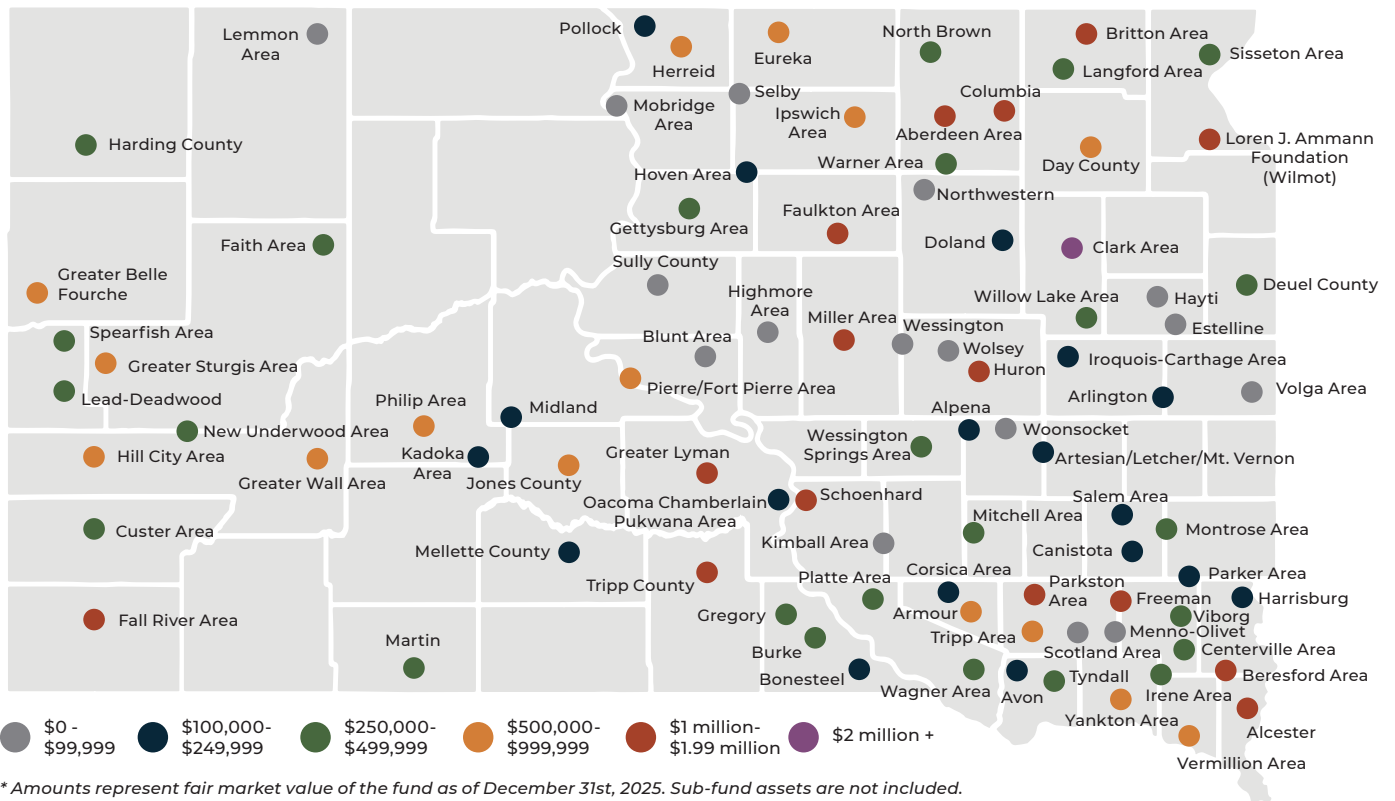 Pollock
Lemmon
Area
Herreid
Eureka
North Brown
Britton Area
Langford Area
Sisseton Area
Mobridge
Area
Selby
Ipswich
Area
Columbia
Aberdeen Area
Harding County
Loren J. Ammann
Foundation
(Wilmot)
Day County
Warner Area
Hoven Area
Northwestern
Gettysburg Area
Faulkton Area
Faith Area
Doland
Clark Area
Greater Belle
Fourche
Sully County
Highmore
Area
Willow Lake Area
Hayti
Deuel County
Estelline
Spearfish Area
Greater Sturgis Area
Blunt Area
Miller Area
Wessington
Wolsey
Huron
Iroquois-Carthage Area
Lead-Deadwood
Pierre/Fort Pierre Area
Arlington
Volga Area
Philip Area
Midland
Alpena
Woonsocket
New Underwood Area
Wessington
Springs Area
Hill City Area
Greater Wall Area
Kadoka
Area
Jones County
Greater Lyman
Artesian/Letcher/Mt. Vernon
Oacoma Chamberlain
Pukwana Area
Schoenhard
Salem Area
Custer Area
Mitchell Area
Montrose Area
Mellette County
Kimball Area
Canistota
Tripp County
Platte Area
Corsica Area
Parkston
Area
Parker Area
Freeman
Harrisburg
Fall River Area
Gregory
Armour
Viborg
Tripp Area
Menno-Olivet
Martin
Burke
Scotland Area
Centerville Area
Bonesteel
Wagner Area
Avon
Tyndall
Irene Area
Beresford Area
Yankton Area
Alcester
Vermillion Area
$0 -
$99,999
$100,000-
$249,999
$250,000-
$499,999
$500,000-
$999,999
$1 million-
$1.99 million
$2 million +
* Amounts represent fair market value of the fund as of December 31st, 2025. Sub-fund assets are not included.